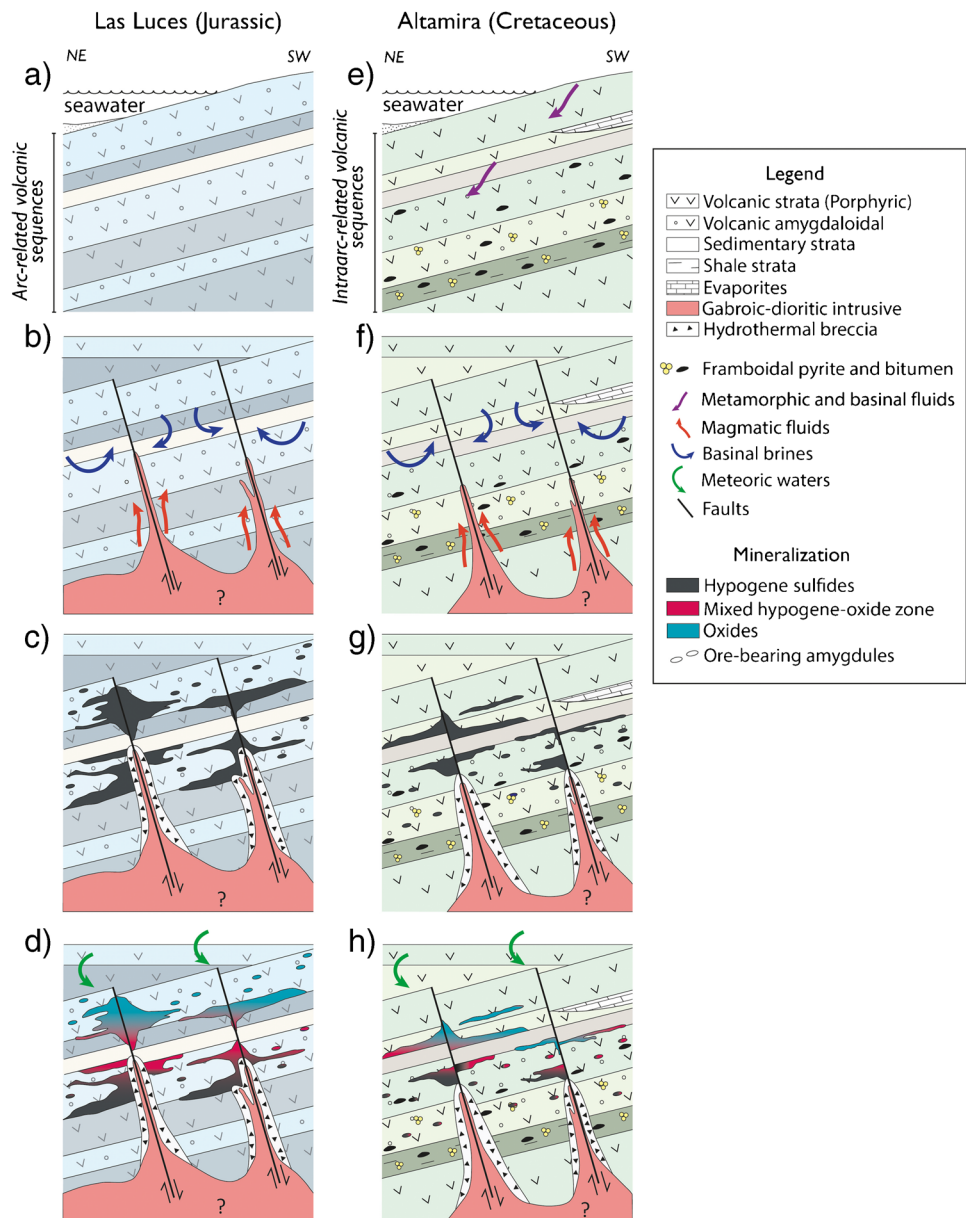 Las Luces (Jurassic)
Altamira (Cretaceous)
NE
SW
NE
SW
a)
seawater
Arc-related volcanic
sequences
e)
seawater
Intraarc-related volcanic
sequences
b)
?
f)
?
c)
?
g)
?
d)
?
h)
?
Legend
Volcanic strata (Porphyric)
Volcanic amygdaloidal
Sedimentary strata
Shale strata
Evaporites
Gabroic-dioritic intrusive
Hydrothermal breccia
Framboidal pyrite and bitumen
Metamorphic and basinal fluids
Magmatic fluids
Basinal brines
Meteoric waters
Faults
Mineralization
Hypogene sulfides
Mixed hypogene-oxide zone
Oxides
Ore-bearing amygdules